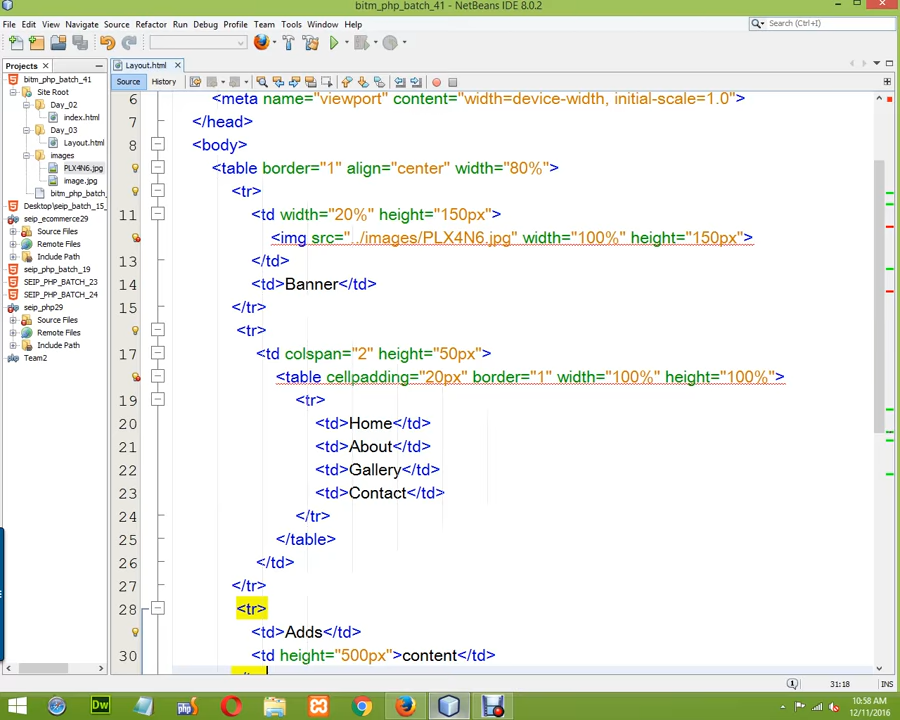 bitm_php_batch_41 - NetBeans IDE 8.0.2
File Edit View Navigate Source Refactor Run Debug Profile Team Tools Window Help
Search (Ctrl+I)
Projects
Layout.html
bitm_php_batch_41
Source History
Site Root
Day_02
index.html
Day_03
Layout.html
images
PLX4N6.jpg
image.jpg
bitm_php_batch_
Desktop\seip_batch_15_
seip_ecommerce29
Source Files
Remote Files
Include Path
seip_php_batch_19
SEIP_PHP_BATCH_23
SEIP_PHP_BATCH_24
seip_php29
Source Files
Remote Files
Include Path
Team2
6 <meta name="viewport" content="width=device-width, initial-scale=1.0">
7 </head>
8 <body>
<table border="1" align="center" width="80%">
<tr>
11 <td width="20%" height="150px">
<img src="../images/PLX4N6.jpg" width="100%" height="150px">
13 </td>
14 <td>Banner</td>
15 </tr>
<tr>
17 <td colspan="2" height="50px">
<table cellpadding="20px" border="1" width="100%" height="100%">
19 <tr>
20 <td>Home</td>
21 <td>About</td>
22 <td>Gallery</td>
23 <td>Contact</td>
24 </tr>
25 </table>
26 </td>
27 </tr>
28 <tr>
<td>Adds</td>
30 <td height="500px">content</td>
31:18 INS
10:58 AM
12/11/2016